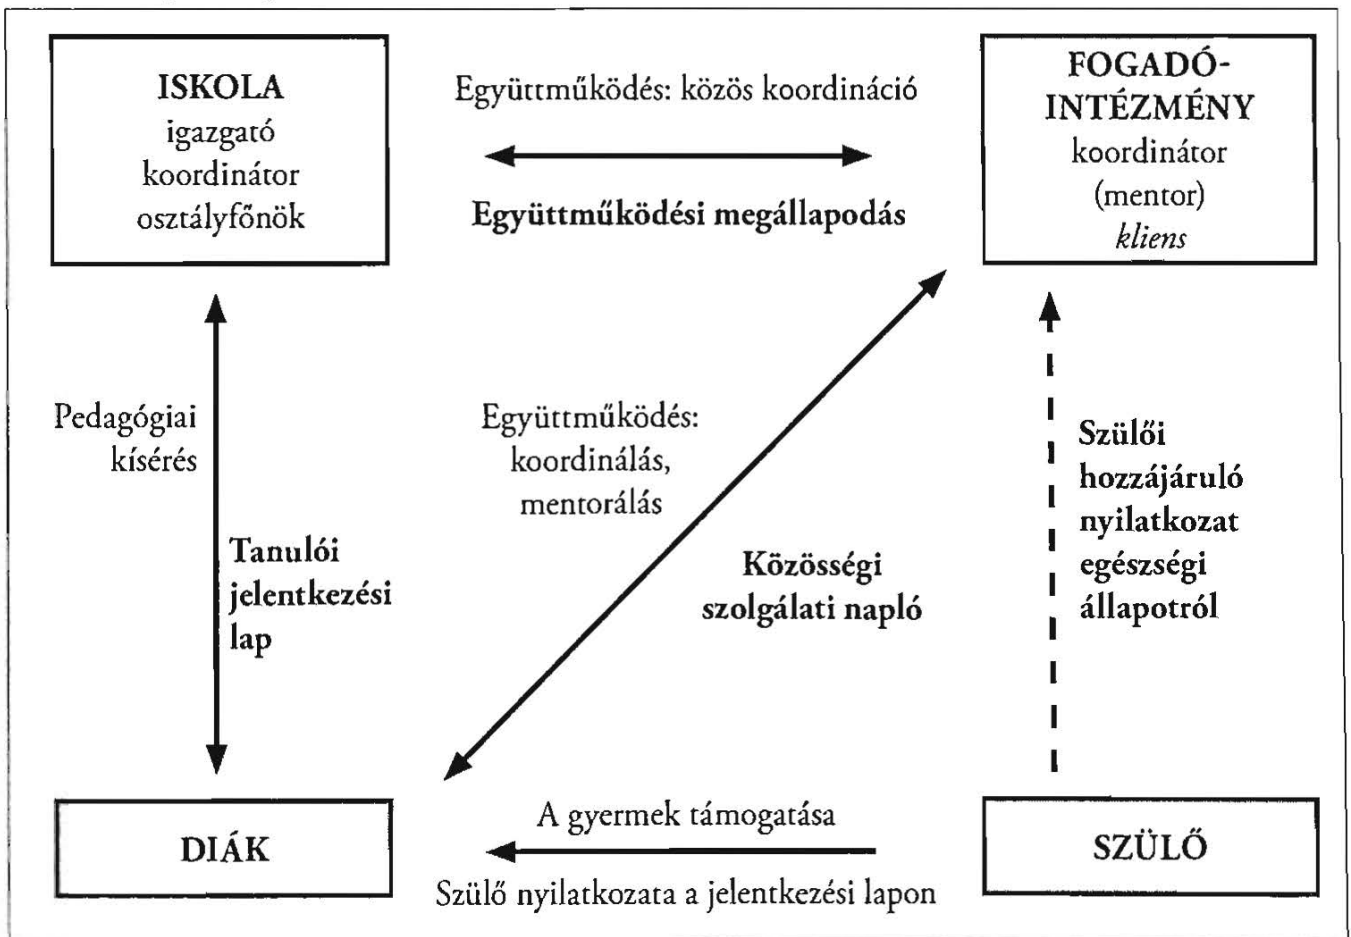 ISKOLA
igazgató
koordinátor
osztályfőnök
Együttműködés: közös koordináció
Együttműködési megállapodás
FOGADÓ-
INTÉZMÉNY
koordinátor
(mentor)
kliens
Pedagógiai
kísérés
Tanulói
jelentkezési
lap
Együttműködés:
koordinálás,
mentorálás
Közösségi
szolgálati napló
Szülői
hozzájáruló
nyilatkozat
egészségi
állapotról
DIÁK
A gyermek támogatása
Szülő nyilatkozata a jelentkezési lapon
SZÜLŐ